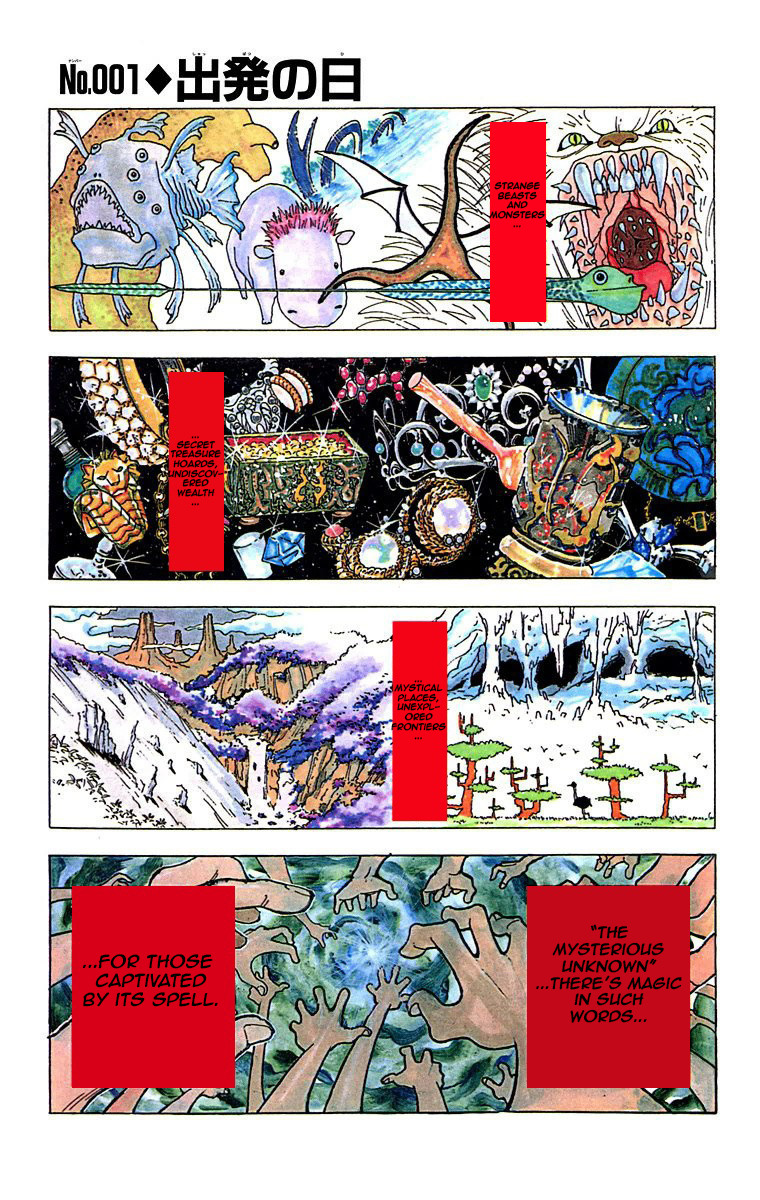 No.001◆出発の日
STRANGE
BEASTS
AND
MONSTERS
...
...
SECRET
TREASURE
HOARDS,
UNDISCOV-
ERED
WEALTH
...
...
MYSTICAL
PLACES,
UNEXPL-
ORED
FRONTIERS
...
“THE
MYSTERIOUS
UNKNOWN”
...THERE'S MAGIC
IN SUCH
WORDS...
...FOR THOSE
CAPTIVATED
BY ITS SPELL.